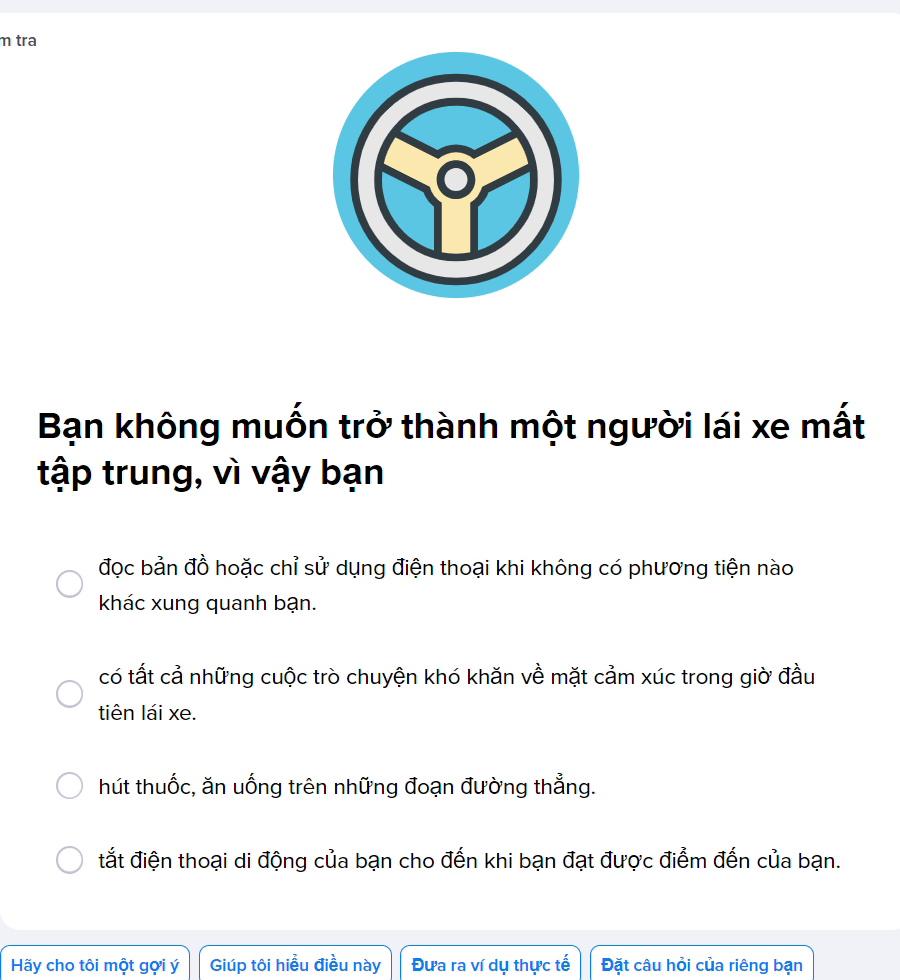 m tra
Bạn không muốn trở thành một người lái xe mất
tập trung, vì vậy bạn
đọc bản đồ hoặc chỉ sử dụng điện thoại khi không có phương tiện nào
khác xung quanh bạn.
có tất cả những cuộc trò chuyện khó khăn về mặt cảm xúc trong giờ đầu
tiên lái xe.
hút thuốc, ăn uống trên những đoạn đường thẳng.
tắt điện thoại di động của bạn cho đến khi bạn đạt được điểm đến của bạn.
Hãy cho tôi một gợi ý Giúp tôi hiểu điều này Đưa ra ví dụ thực tế Đặt câu hỏi của riêng bạn